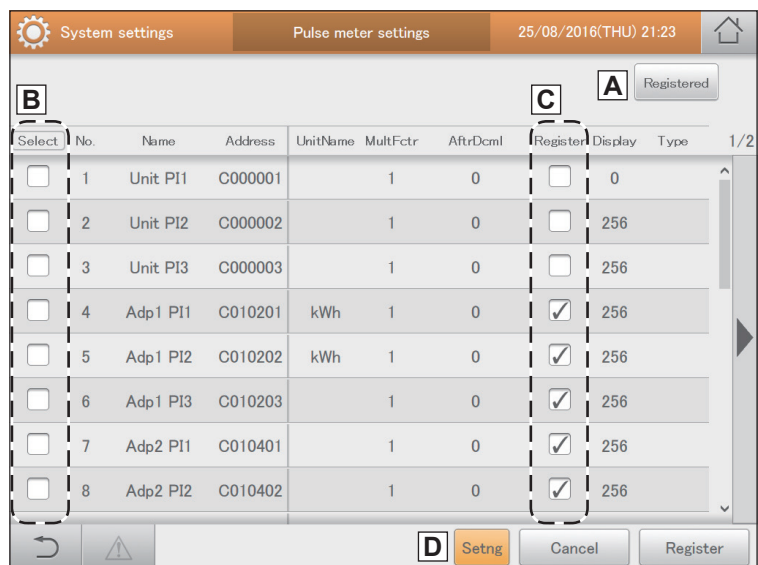 System settings Pulse meter settings 25/08/2016(THU) 21:23
A Registered
B C
Select No. Name Address UnitName MultFctr AftrDcml Register Display Type 1/2
1 Unit PI1 C000001 1 0 0
2 Unit PI2 C000002 1 0 256
3 Unit PI3 C000003 1 0 256
4 Adp1 PI1 C010201 kWh 1 0 256
5 Adp1 PI2 C010202 kWh 1 0 256
6 Adp1 PI3 C010203 1 0 256
7 Adp2 PI1 C010401 1 0 256
8 Adp2 PI2 C010402 1 0 256
D Setng Cancel Register